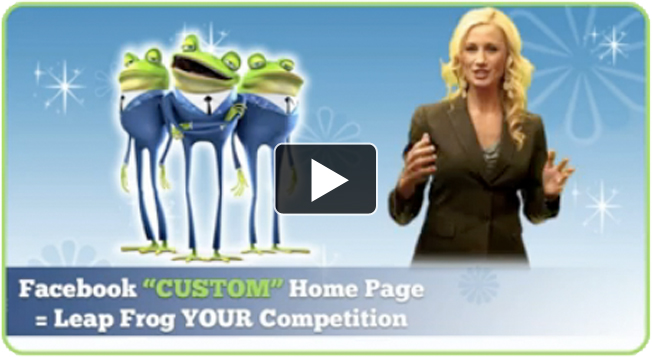 Facebook “CUSTOM” Home Page
= Leap Frog YOUR Competition